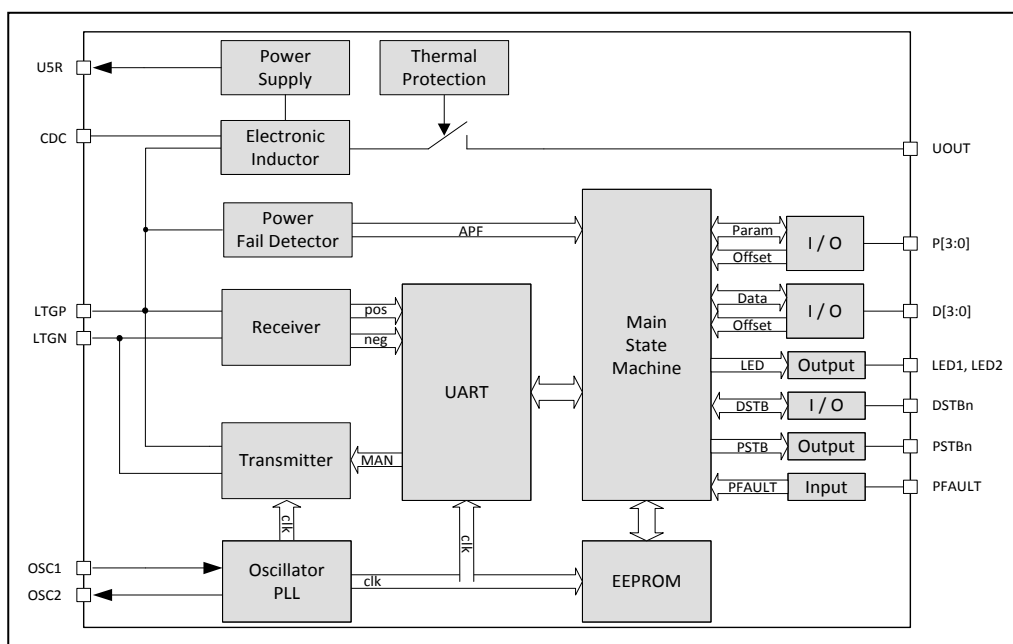 U5R
Power
Supply
Thermal
Protection
CDC
Electronic
Inductor
UOUT
Power
Fail Detector
APF
Param
Offset
I / O
P[3:0]
LTGP
LTGN
Receiver
pos
neg
UART
Main
State
Machine
Data
Offset
I / O
D[3:0]
LED
Output
LED1, LED2
DSTB
I / O
DSTBn
Transmitter
MAN
PSTB
Output
PSTBn
PFAULT
Input
PFAULT
clk
clk
OSC1
OSC2
Oscillator
PLL
clk
EEPROM